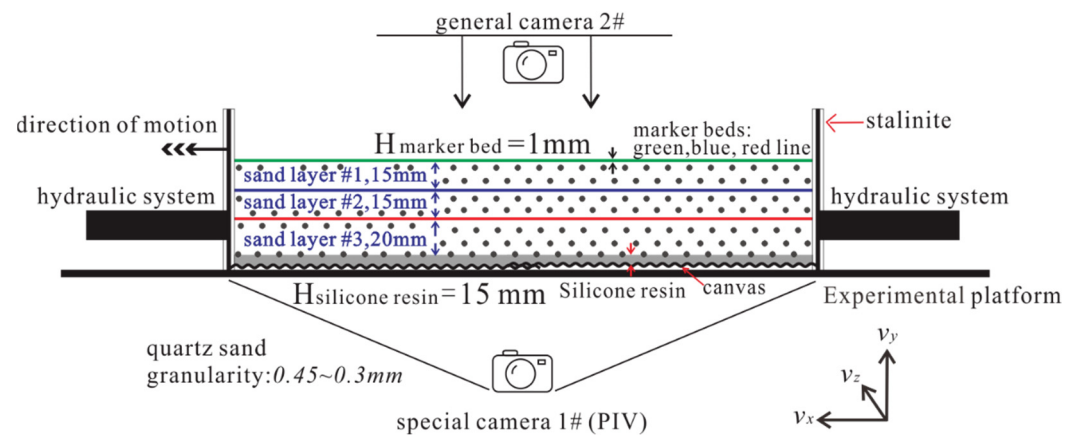 general camera 2#
direction of motion
H marker bed = 1mm
marker beds:
green,blue, red line
stalinite
sand layer #1,15mm
hydraulic system
sand layer #2,15mm
hydraulic system
sand layer #3,20mm
H silicone resin = 15 mm
Silicone resin
canvas
Experimental platform
quartz sand
granularity:0.45~0.3mm
special camera 1# (PIV)
vy
vz
vx